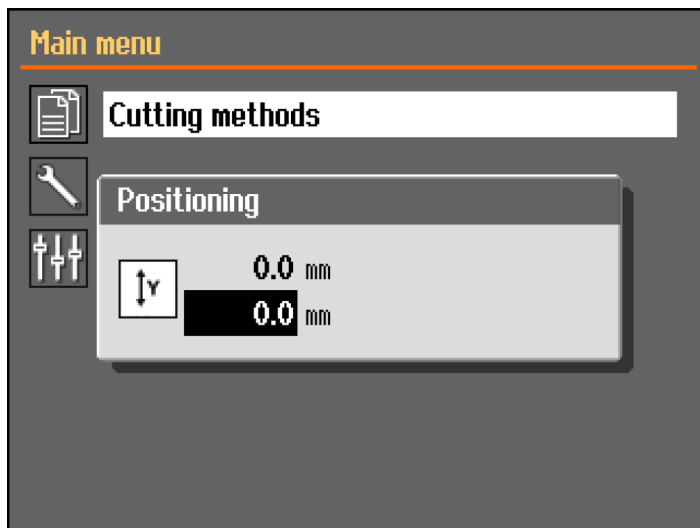 Main menu
Cutting methods
Positioning
Y 0.0 mm
0.0 mm